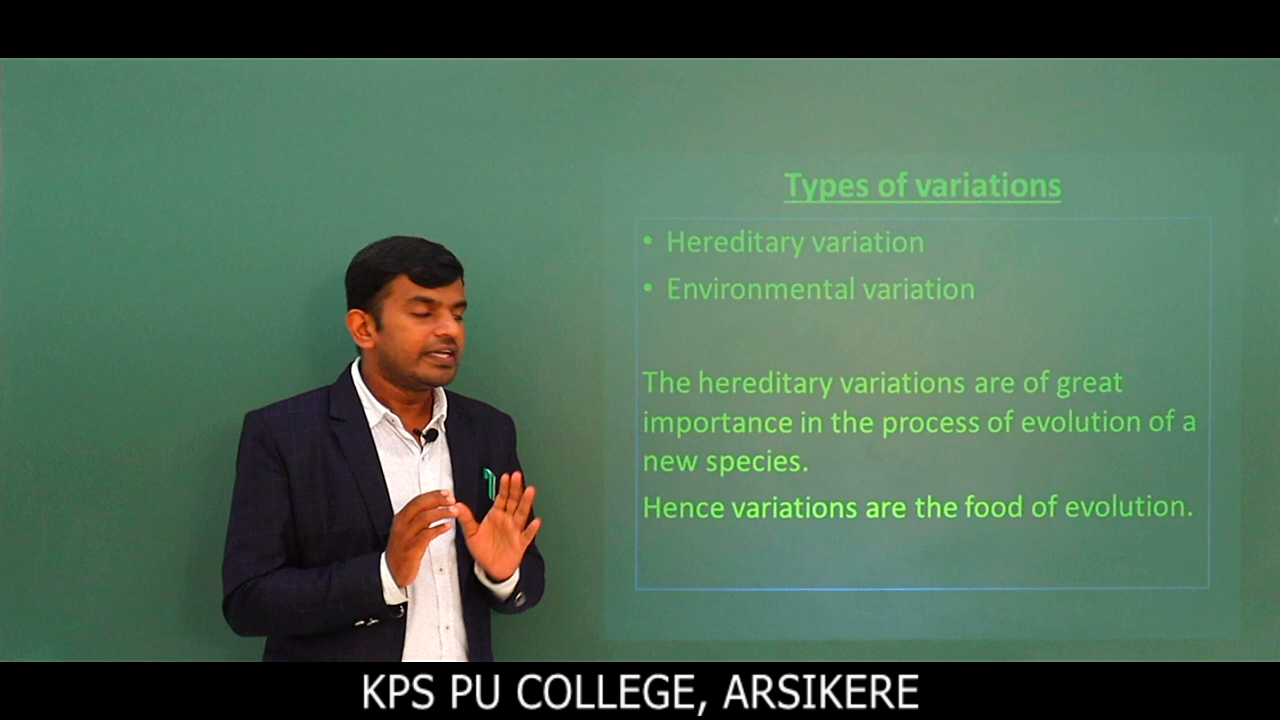 Types of variations
• Hereditary variation
• Environmental variation
The hereditary variations are of great
importance in the process of evolution of a
new species.
Hence variations are the food of evolution.
KPS PU COLLEGE, ARSIKERE